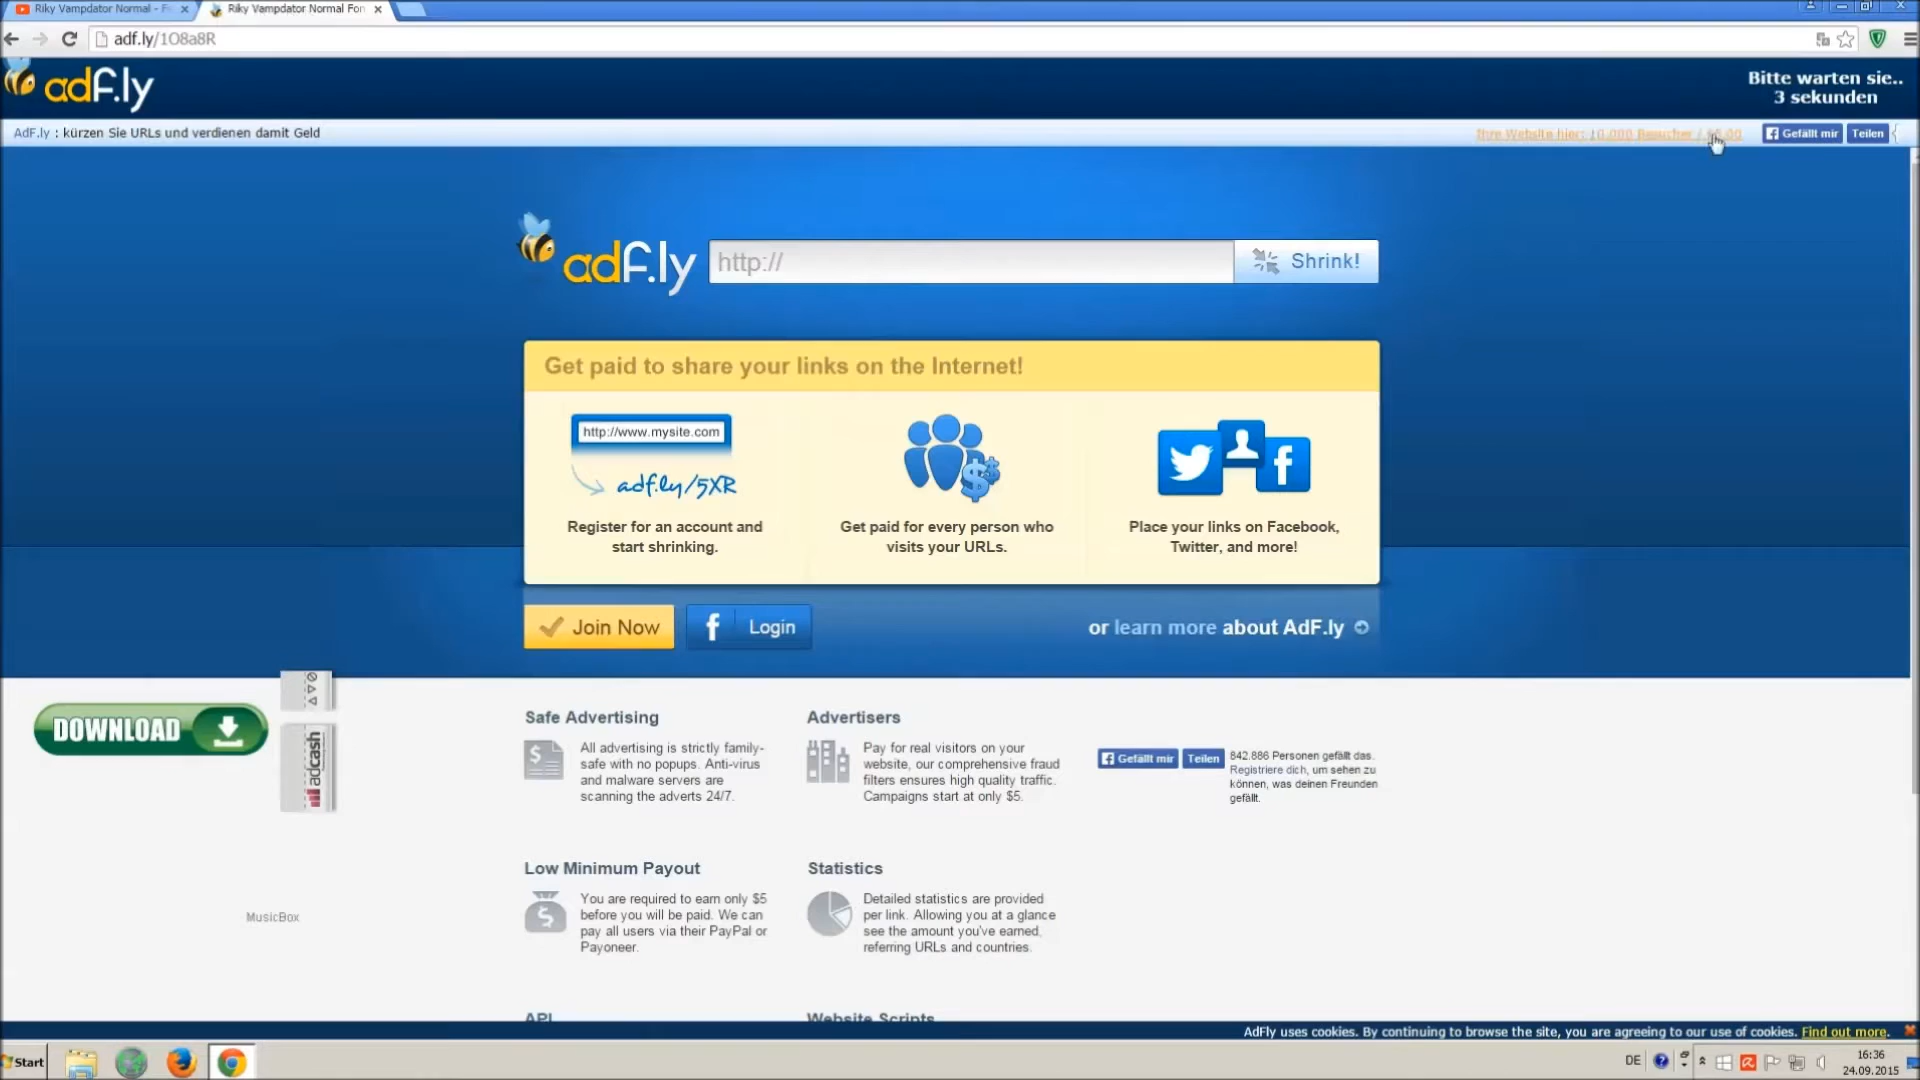 Riky Vampdator Normal - F
Riky Vampdator Normal For
adf.ly/1O8a8R
adf.ly
Bitte warten sie..
3 sekunden
AdF.ly : kürzen Sie URLs und verdienen damit Geld
Ihre Website hier: 10.000 Besucher /
Gefällt mir
Teilen
adf.ly
http://
Shrink!
Get paid to share your links on the Internet!
http://www.mysite.com
adf.ly/5XR
Register for an account and
start shrinking.
Get paid for every person who
visits your URLs.
Place your links on Facebook,
Twitter, and more!
Join Now
Login
or learn more about AdF.ly
DOWNLOAD
adcash
MusicBox
Safe Advertising
All advertising is strictly family-
safe with no popups. Anti-virus
and malware servers are
scanning the adverts 24/7.
Advertisers
Pay for real visitors on your
website, our comprehensive fraud
filters ensures high quality traffic.
Campaigns start at only $5.
Gefällt mir
Teilen
842.886 Personen gefällt das.
Registriere dich, um sehen zu
können, was deinen Freunden
gefällt.
Low Minimum Payout
You are required to earn only $5
before you will be paid. We can
pay all users via their PayPal or
Payoneer.
Statistics
Detailed statistics are provided
per link. Allowing you at a glance
see the amount you've earned,
referring URLs and countries.
API
Website Scripts
AdFly uses cookies. By continuing to browse the site, you are agreeing to our use of cookies. Find out more.
Start
DE
16:36
24.09.2015